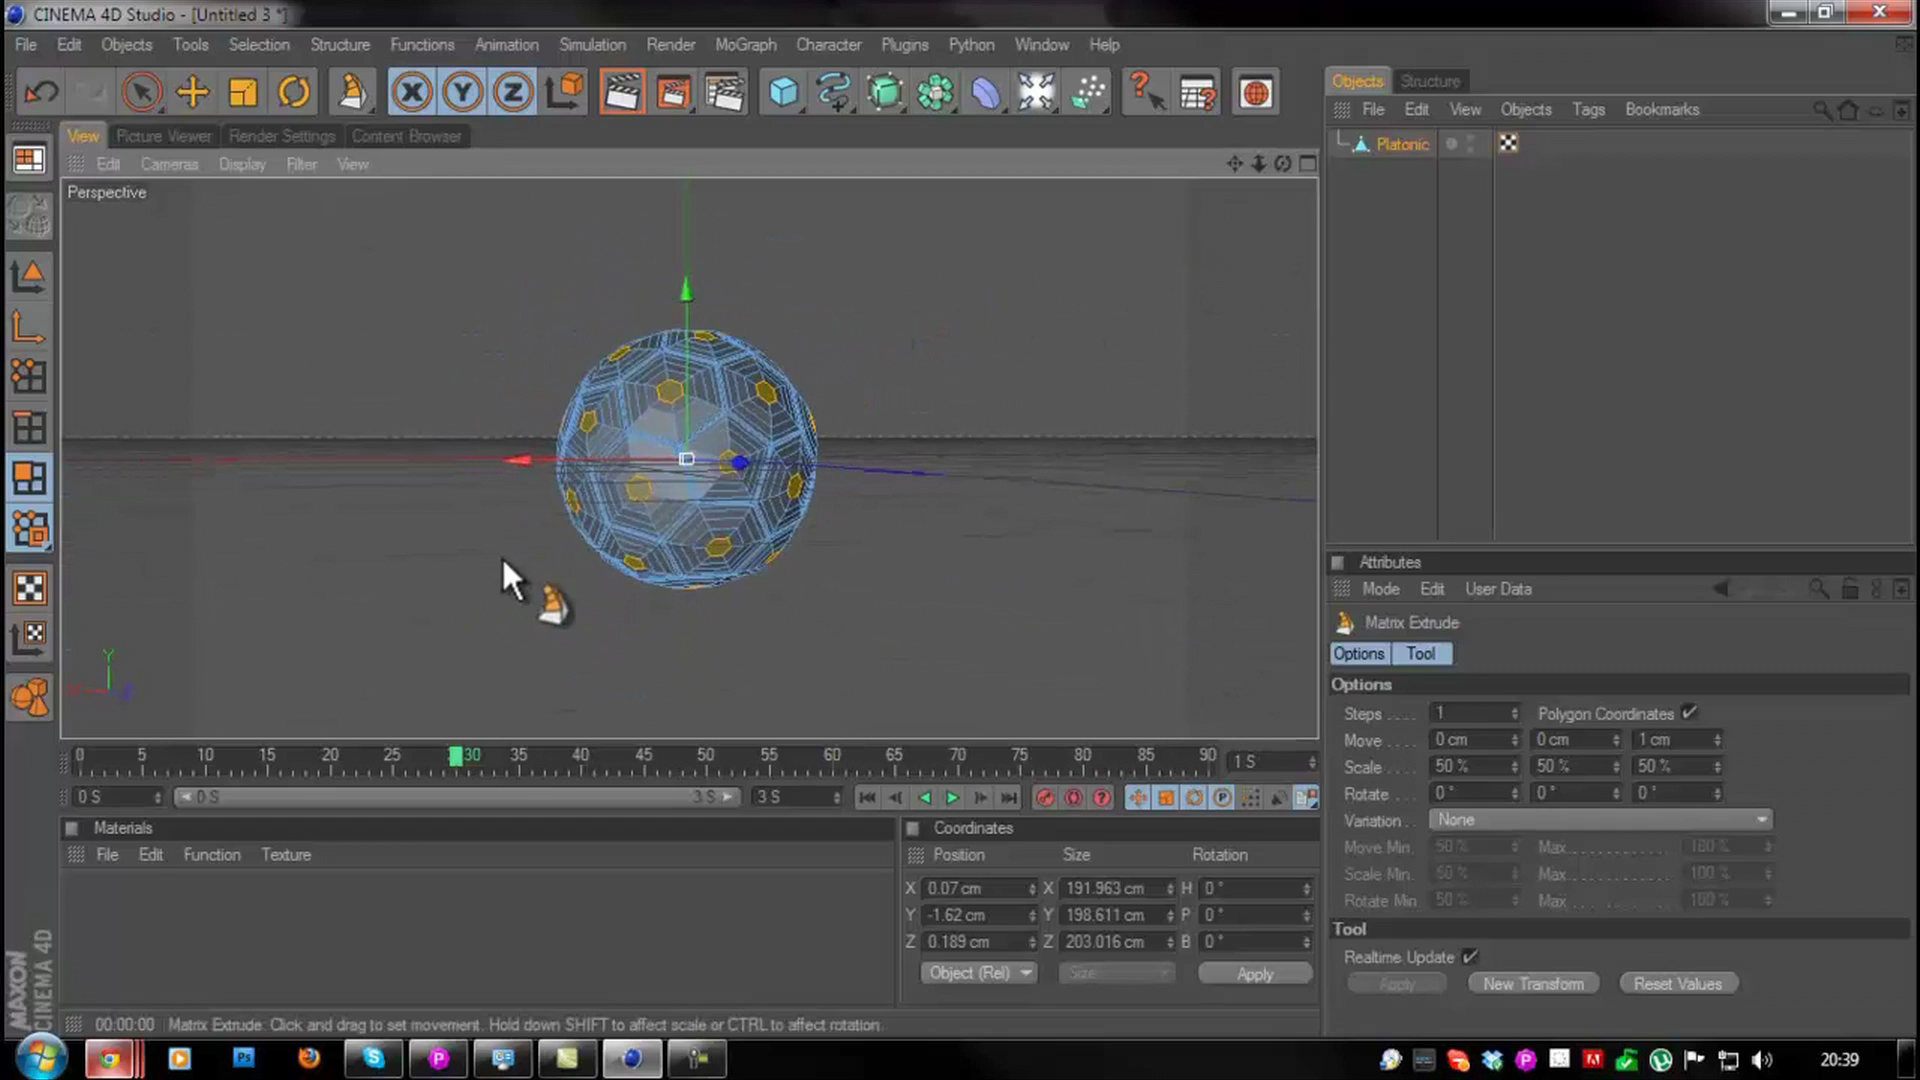 CINEMA 4D Studio - [Untitled 3 *]
File Edit Objects Tools Selection Structure Functions Animation Simulation Render MoGraph Character Plugins Python Window Help
X Y Z
View Picture Viewer Render Settings Content Browser
Edit Cameras Display Filter View
Perspective
Y
0 5 10 15 20 25 30 35 40 45 50 55 60 65 70 75 80 85 90 1 S
0 S 0 S 3 S 3 S
Materials
File Edit Function Texture
Coordinates
Position Size Rotation
X 0.07 cm X 191.963 cm H 0 °
Y -1.62 cm Y 198.611 cm P 0 °
Z 0.189 cm Z 203.016 cm B 0 °
Object (Rel) Size Apply
MAXON CINEMA 4D
00:00:00 Matrix Extrude: Click and drag to set movement. Hold down SHIFT to affect scale or CTRL to affect rotation.
Objects Structure
File Edit View Objects Tags Bookmarks
Platonic
Attributes
Mode Edit User Data
Matrix Extrude
Options Tool
Options
Steps . . . . 1 Polygon Coordinates
Move . . . . 0 cm 0 cm 1 cm
Scale . . . . 50 % 50 % 50 %
Rotate . . . 0 ° 0 ° 0 °
Variation . . None
Move Min. 50 % Max 100 %
Scale Min. 50 % Max 100 %
Rotate Min 50 % Max 100 %
Tool
Realtime Update
Apply New Transform Reset Values
Ps
20:39